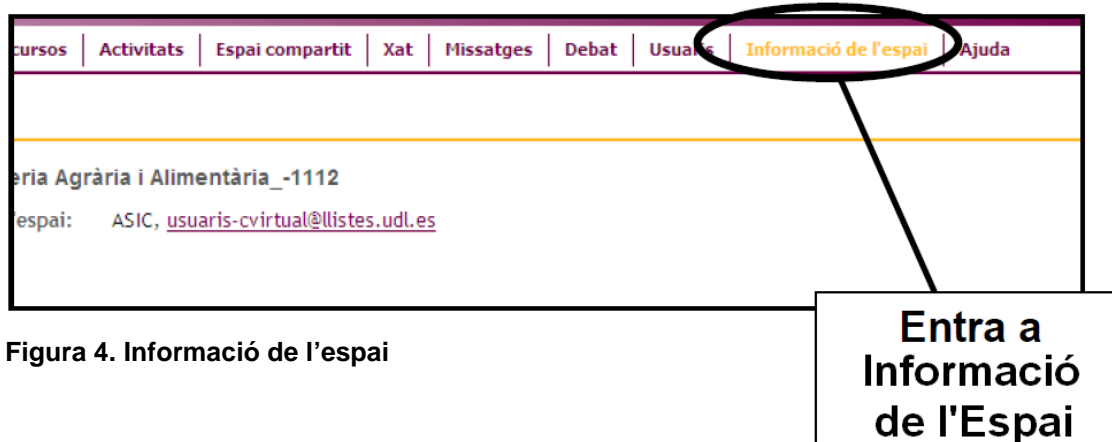 cursos | Activitats | Espai compartit | Xat | Missatges | Debat | Usuaris | Informació de l'espai | Ajuda
eria Agrària i Alimentària_-1112
'espai: ASIC, usuaris-cvirtual@llistes.udl.es
Entra a
Informació
de l'Espai
Figura 4. Informació de l’espai